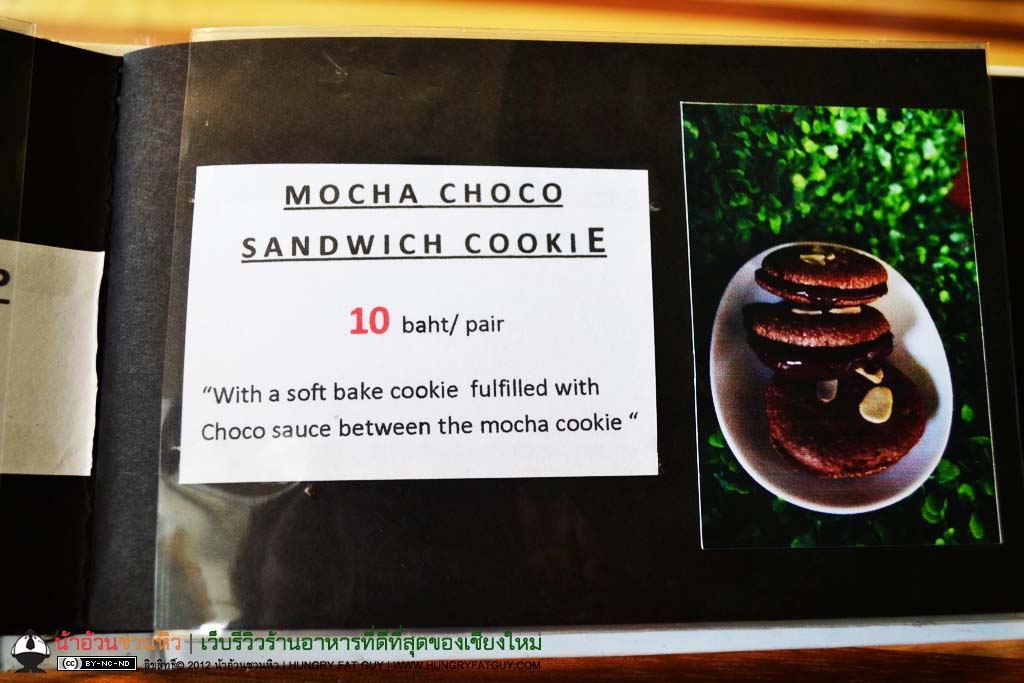 MOCHA CHOCO
SANDWICH COOKIE
10 baht/ pair
“With a soft bake cookie fulfilled with
Choco sauce between the mocha cookie “
P
น้าอ้วนชวนหิว | เว็บรีวิวร้านอาหารที่ดีที่สุดของเชียงใหม่
cc BY-NC-ND ลิขสิทธิ์© 2012 น้าอ้วนชวนหิว | HUNGRY FAT GUY | WWW.HUNGRYFATGUY.COM